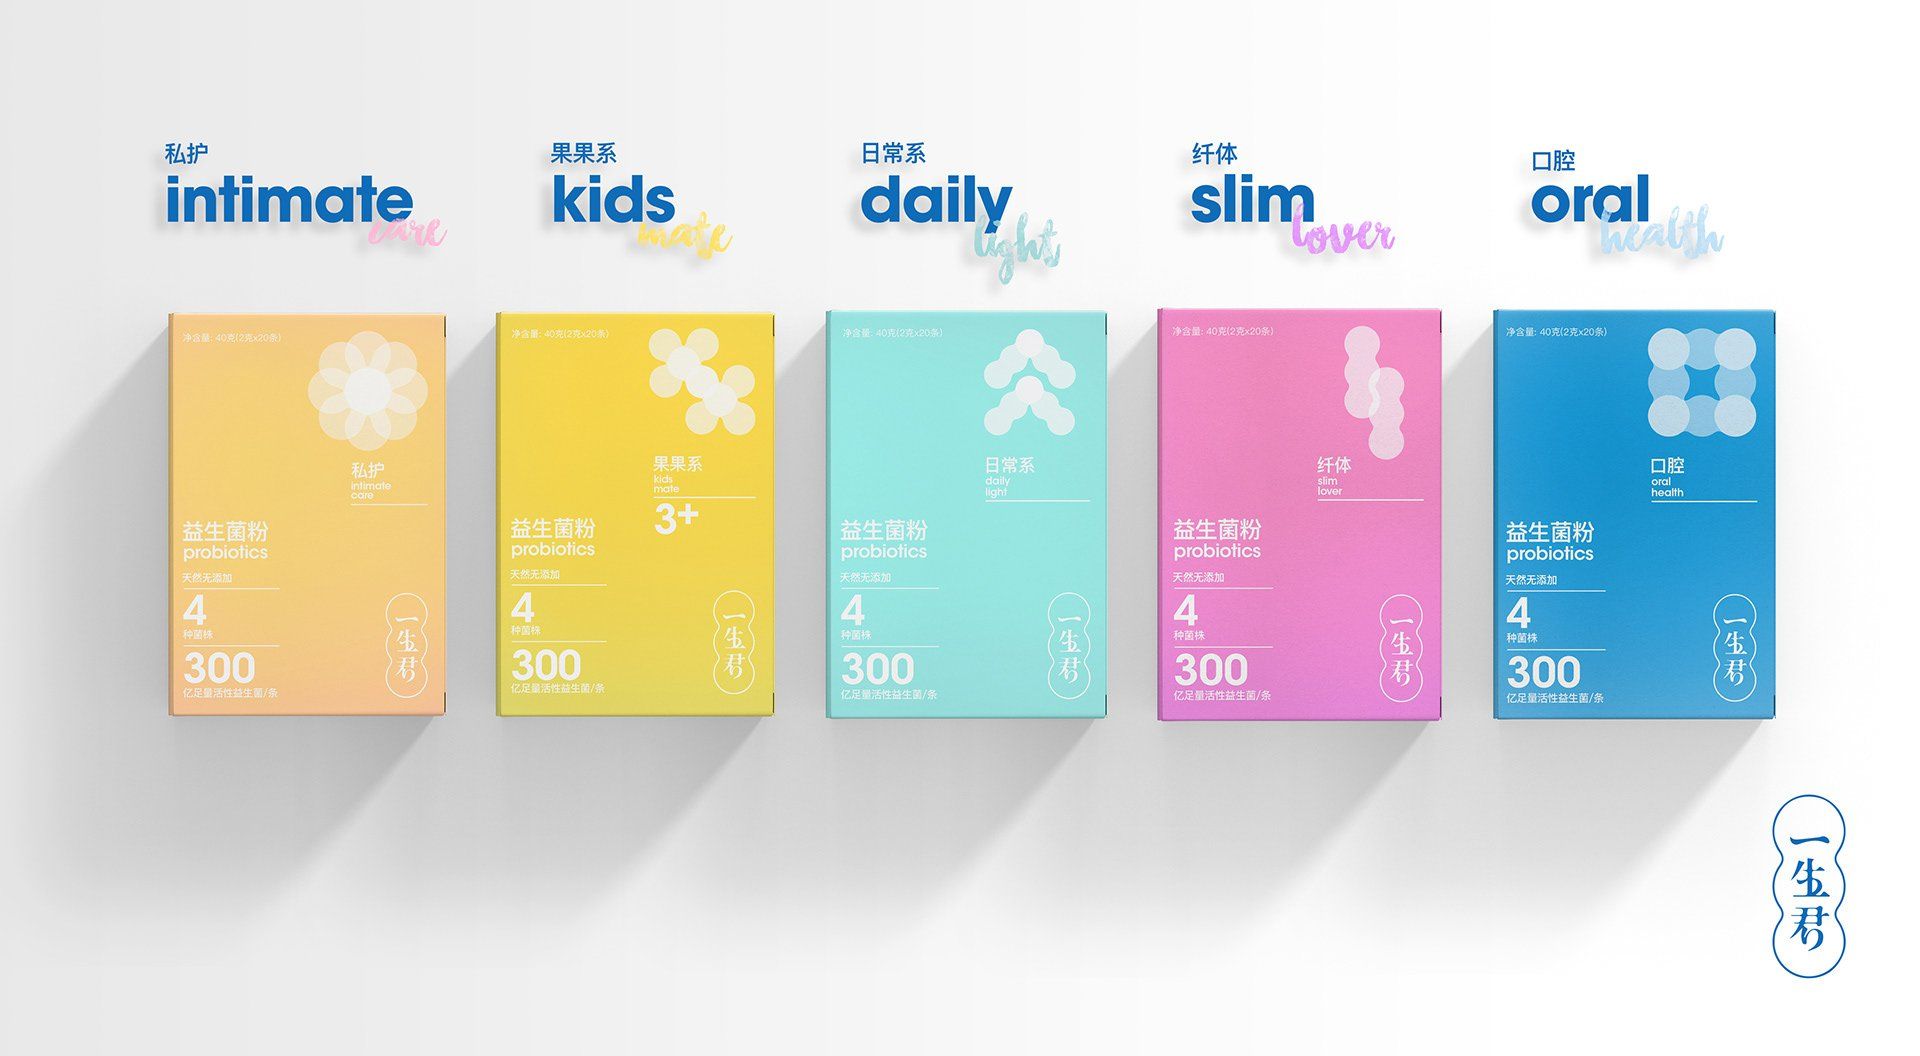 私护
intimate
care
果果系
kids
mate
日常系
daily
light
纤体
slim
lover
口腔
oral
health
净含量: 40克(2克x20条)
私护
intimate
care
益生菌粉
probiotics
天然无添加
4
种菌株
300
亿足量活性益生菌/条
一生君
净含量: 40克(2克x20条)
果果系
kids
mate
3+
益生菌粉
probiotics
天然无添加
4
种菌株
300
亿足量活性益生菌/条
一生君
净含量: 40克(2克x20条)
日常系
daily
light
益生菌粉
probiotics
天然无添加
4
种菌株
300
亿足量活性益生菌/条
一生君
净含量: 40克(2克x20条)
纤体
slim
lover
益生菌粉
probiotics
天然无添加
4
种菌株
300
亿足量活性益生菌/条
一生君
净含量: 40克(2克x20条)
口腔
oral
health
益生菌粉
probiotics
天然无添加
4
种菌株
300
亿足量活性益生菌/条
一生君
一生君